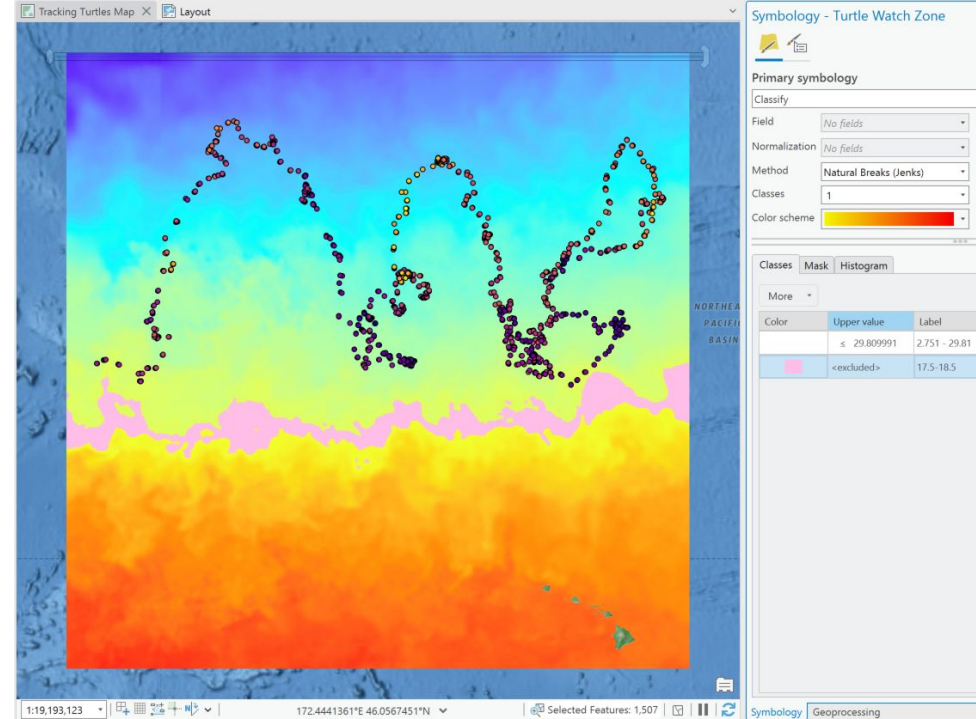 Tracking Turtles Map
Layout
NORTHEA
PACIFI
BASIN
1:19,193,123
172.4441361°E 46.0567451°N
Selected Features: 1,507
Symbology - Turtle Watch Zone
Primary symbology
Classify
Field No fields
Normalization No fields
Method Natural Breaks (Jenks)
Classes 1
Color scheme
Classes Mask Histogram
More
Color Upper value Label
≤ 29.809991 2.751 - 29.81
<excluded> 17.5-18.5
Symbology Geoprocessing